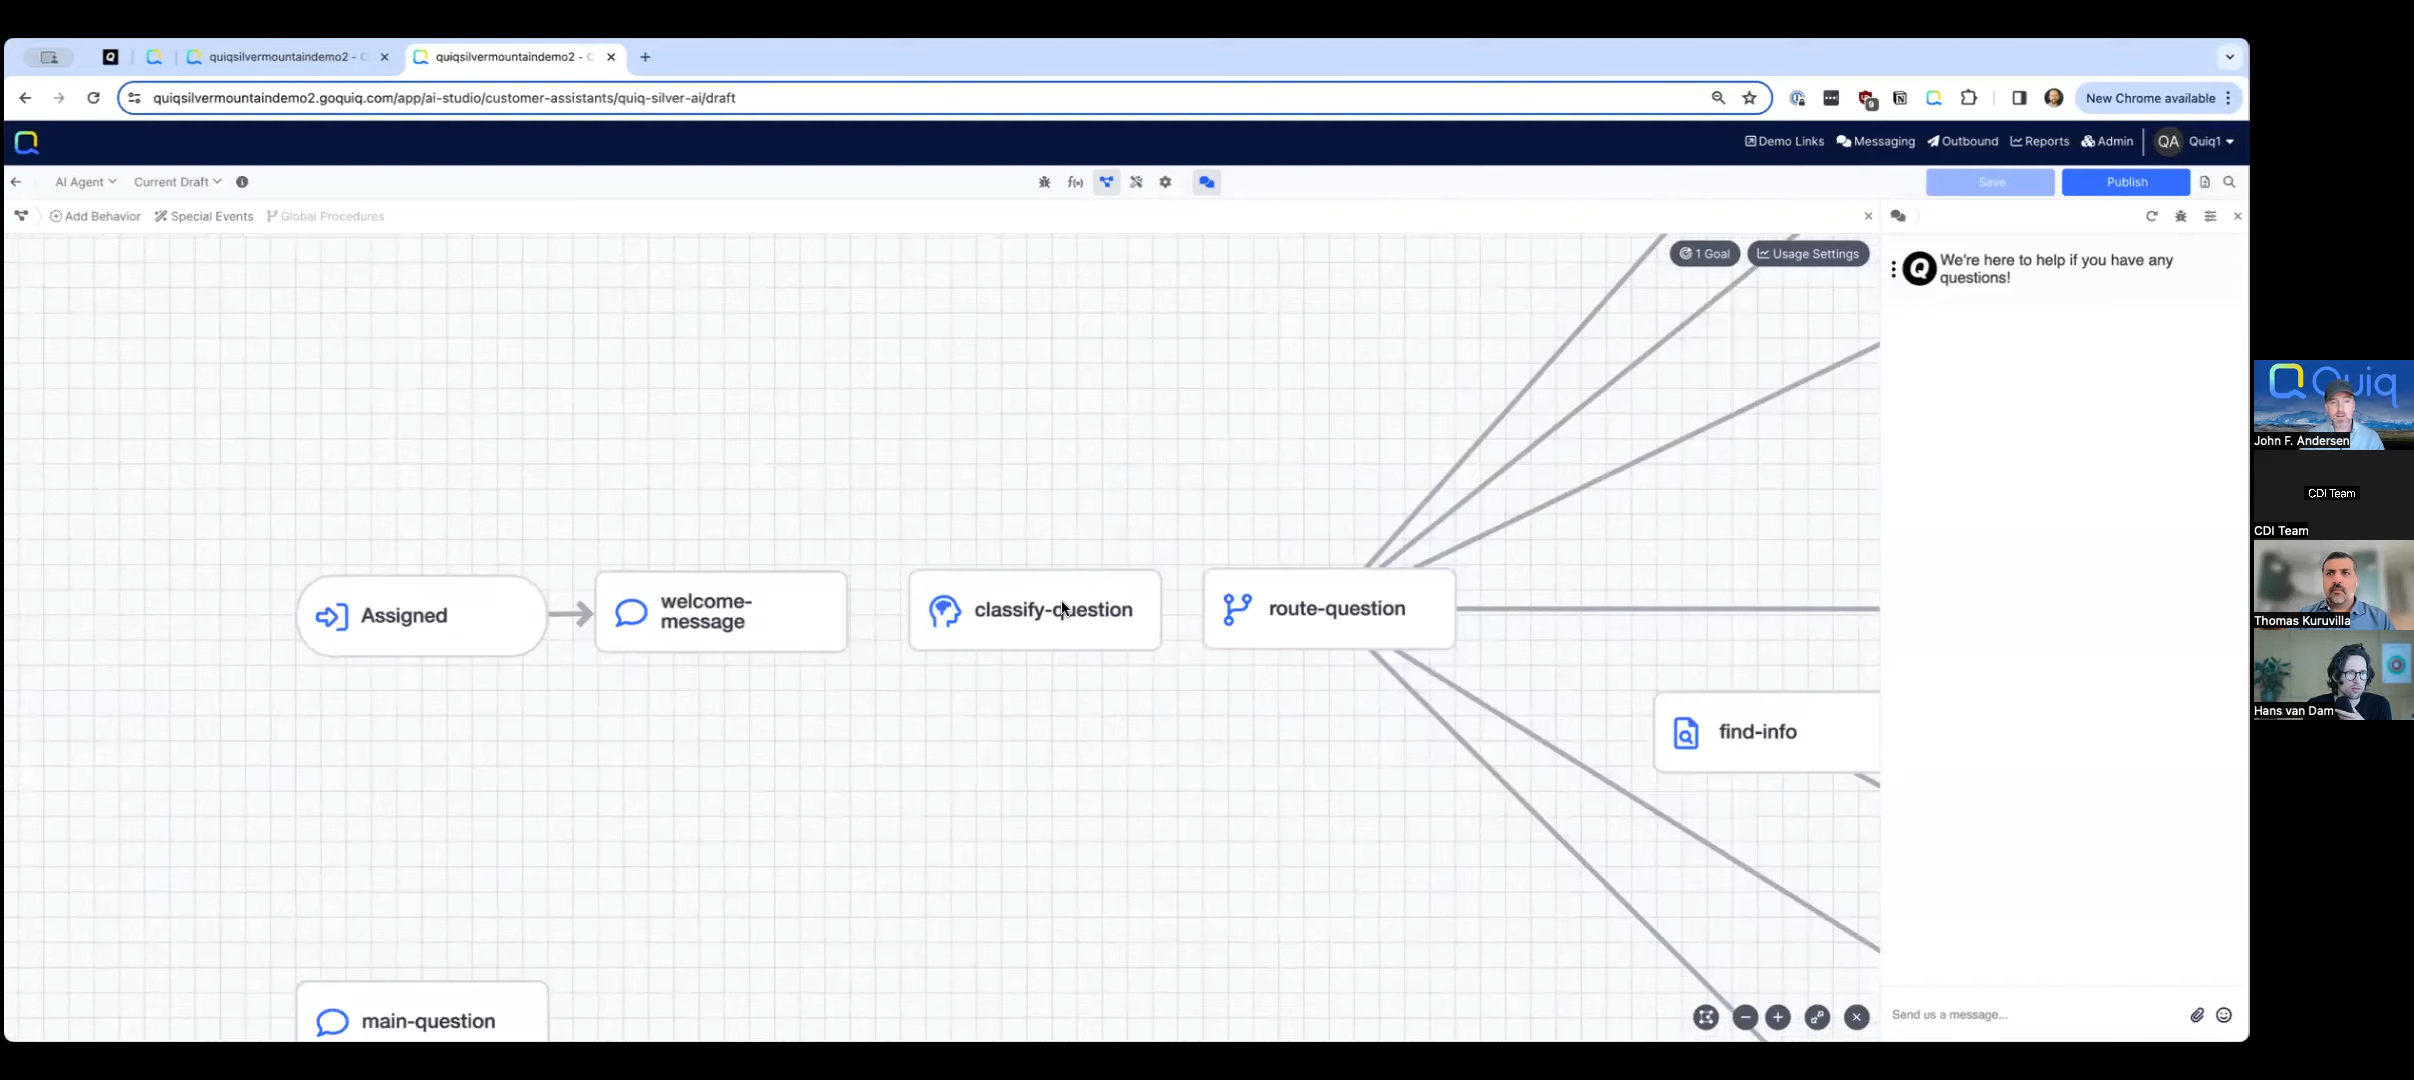 quiqsilvermountaindemo2 - Q
quiqsilvermountaindemo2 - Q
quiqsilvermountaindemo2.goquiq.com/app/ai-studio/customer-assistants/quiq-silver-ai/draft
9
New Chrome available
Demo Links
Messaging
Outbound
Reports
Admin
QA
Quiq1
AI Agent
Current Draft
f(x)
Save
Publish
Add Behavior
Special Events
Global Procedures
1 Goal
Usage Settings
We're here to help if you have any
questions!
Assigned
welcome-
message
classify-question
route-question
find-info
main-question
Send us a message...
Quiq
John F. Andersen
CDI Team
CDI Team
Thomas Kuruvilla
Hans van Dam